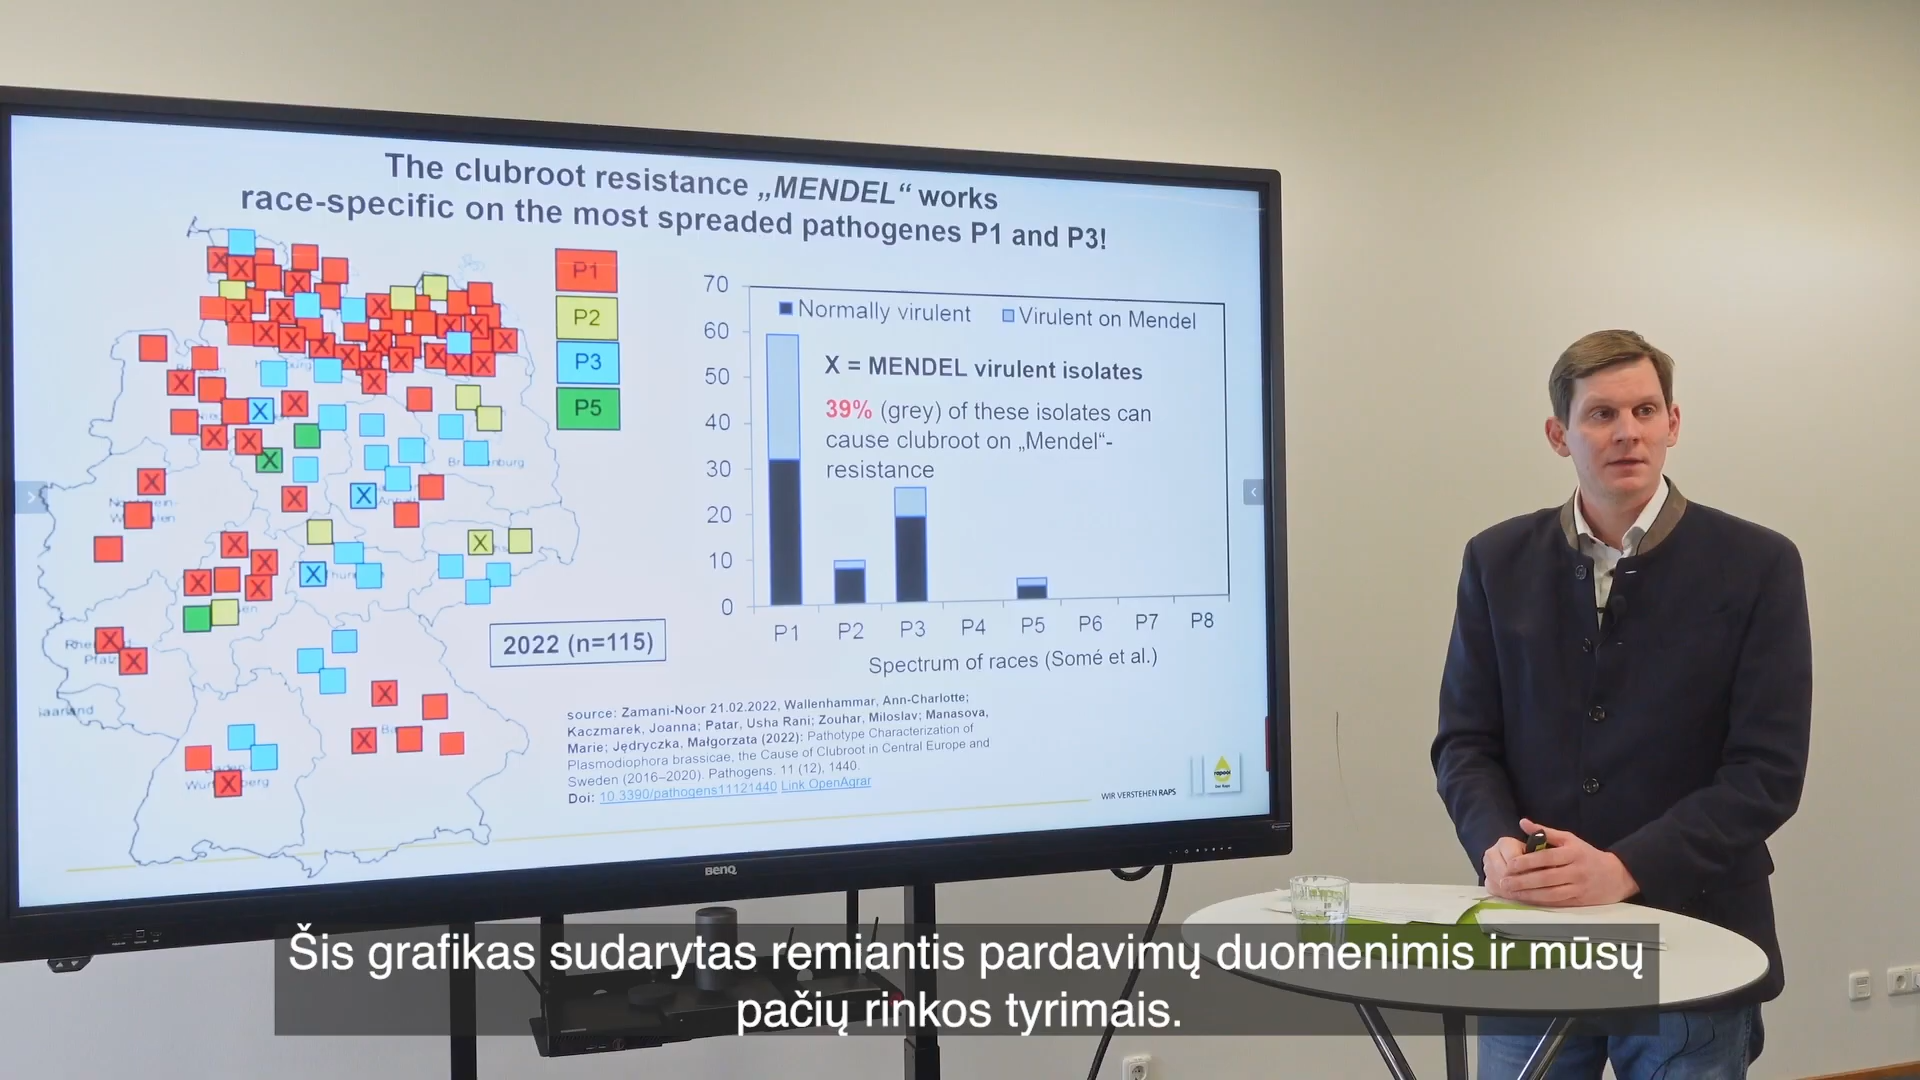 The clubroot resistance „MENDEL“ works
race-specific on the most spreaded pathogenes P1 and P3!
P1
P2
P3
P5
2022 (n=115)
70
60
50
40
30
20
10
0
Normally virulent
Virulent on Mendel
X = MENDEL virulent isolates
39% (grey) of these isolates can
cause clubroot on „Mendel“-
resistance
P1 P2 P3 P4 P5 P6 P7 P8
Spectrum of races (Somé et al.)
source: Zamani-Noor 21.02.2022, Wallenhammar, Ann-Charlotte;
Kaczmarek, Joanna; Patar, Usha Rani; Zouhar, Miloslav; Manasova,
Marie; Jędryczka, Małgorzata (2022): Pathotype Characterization of
Plasmodiophora brassicae, the Cause of Clubroot in Central Europe and
Sweden (2016–2020). Pathogens. 11 (12), 1440.
Doi: 10.3390/pathogens11121440 Link OpenAgrar
WIR VERSTEHEN RAPS
BenQ
Šis grafikas sudarytas remiantis pardavimų duomenimis ir mūsų
pačių rinkos tyrimais.